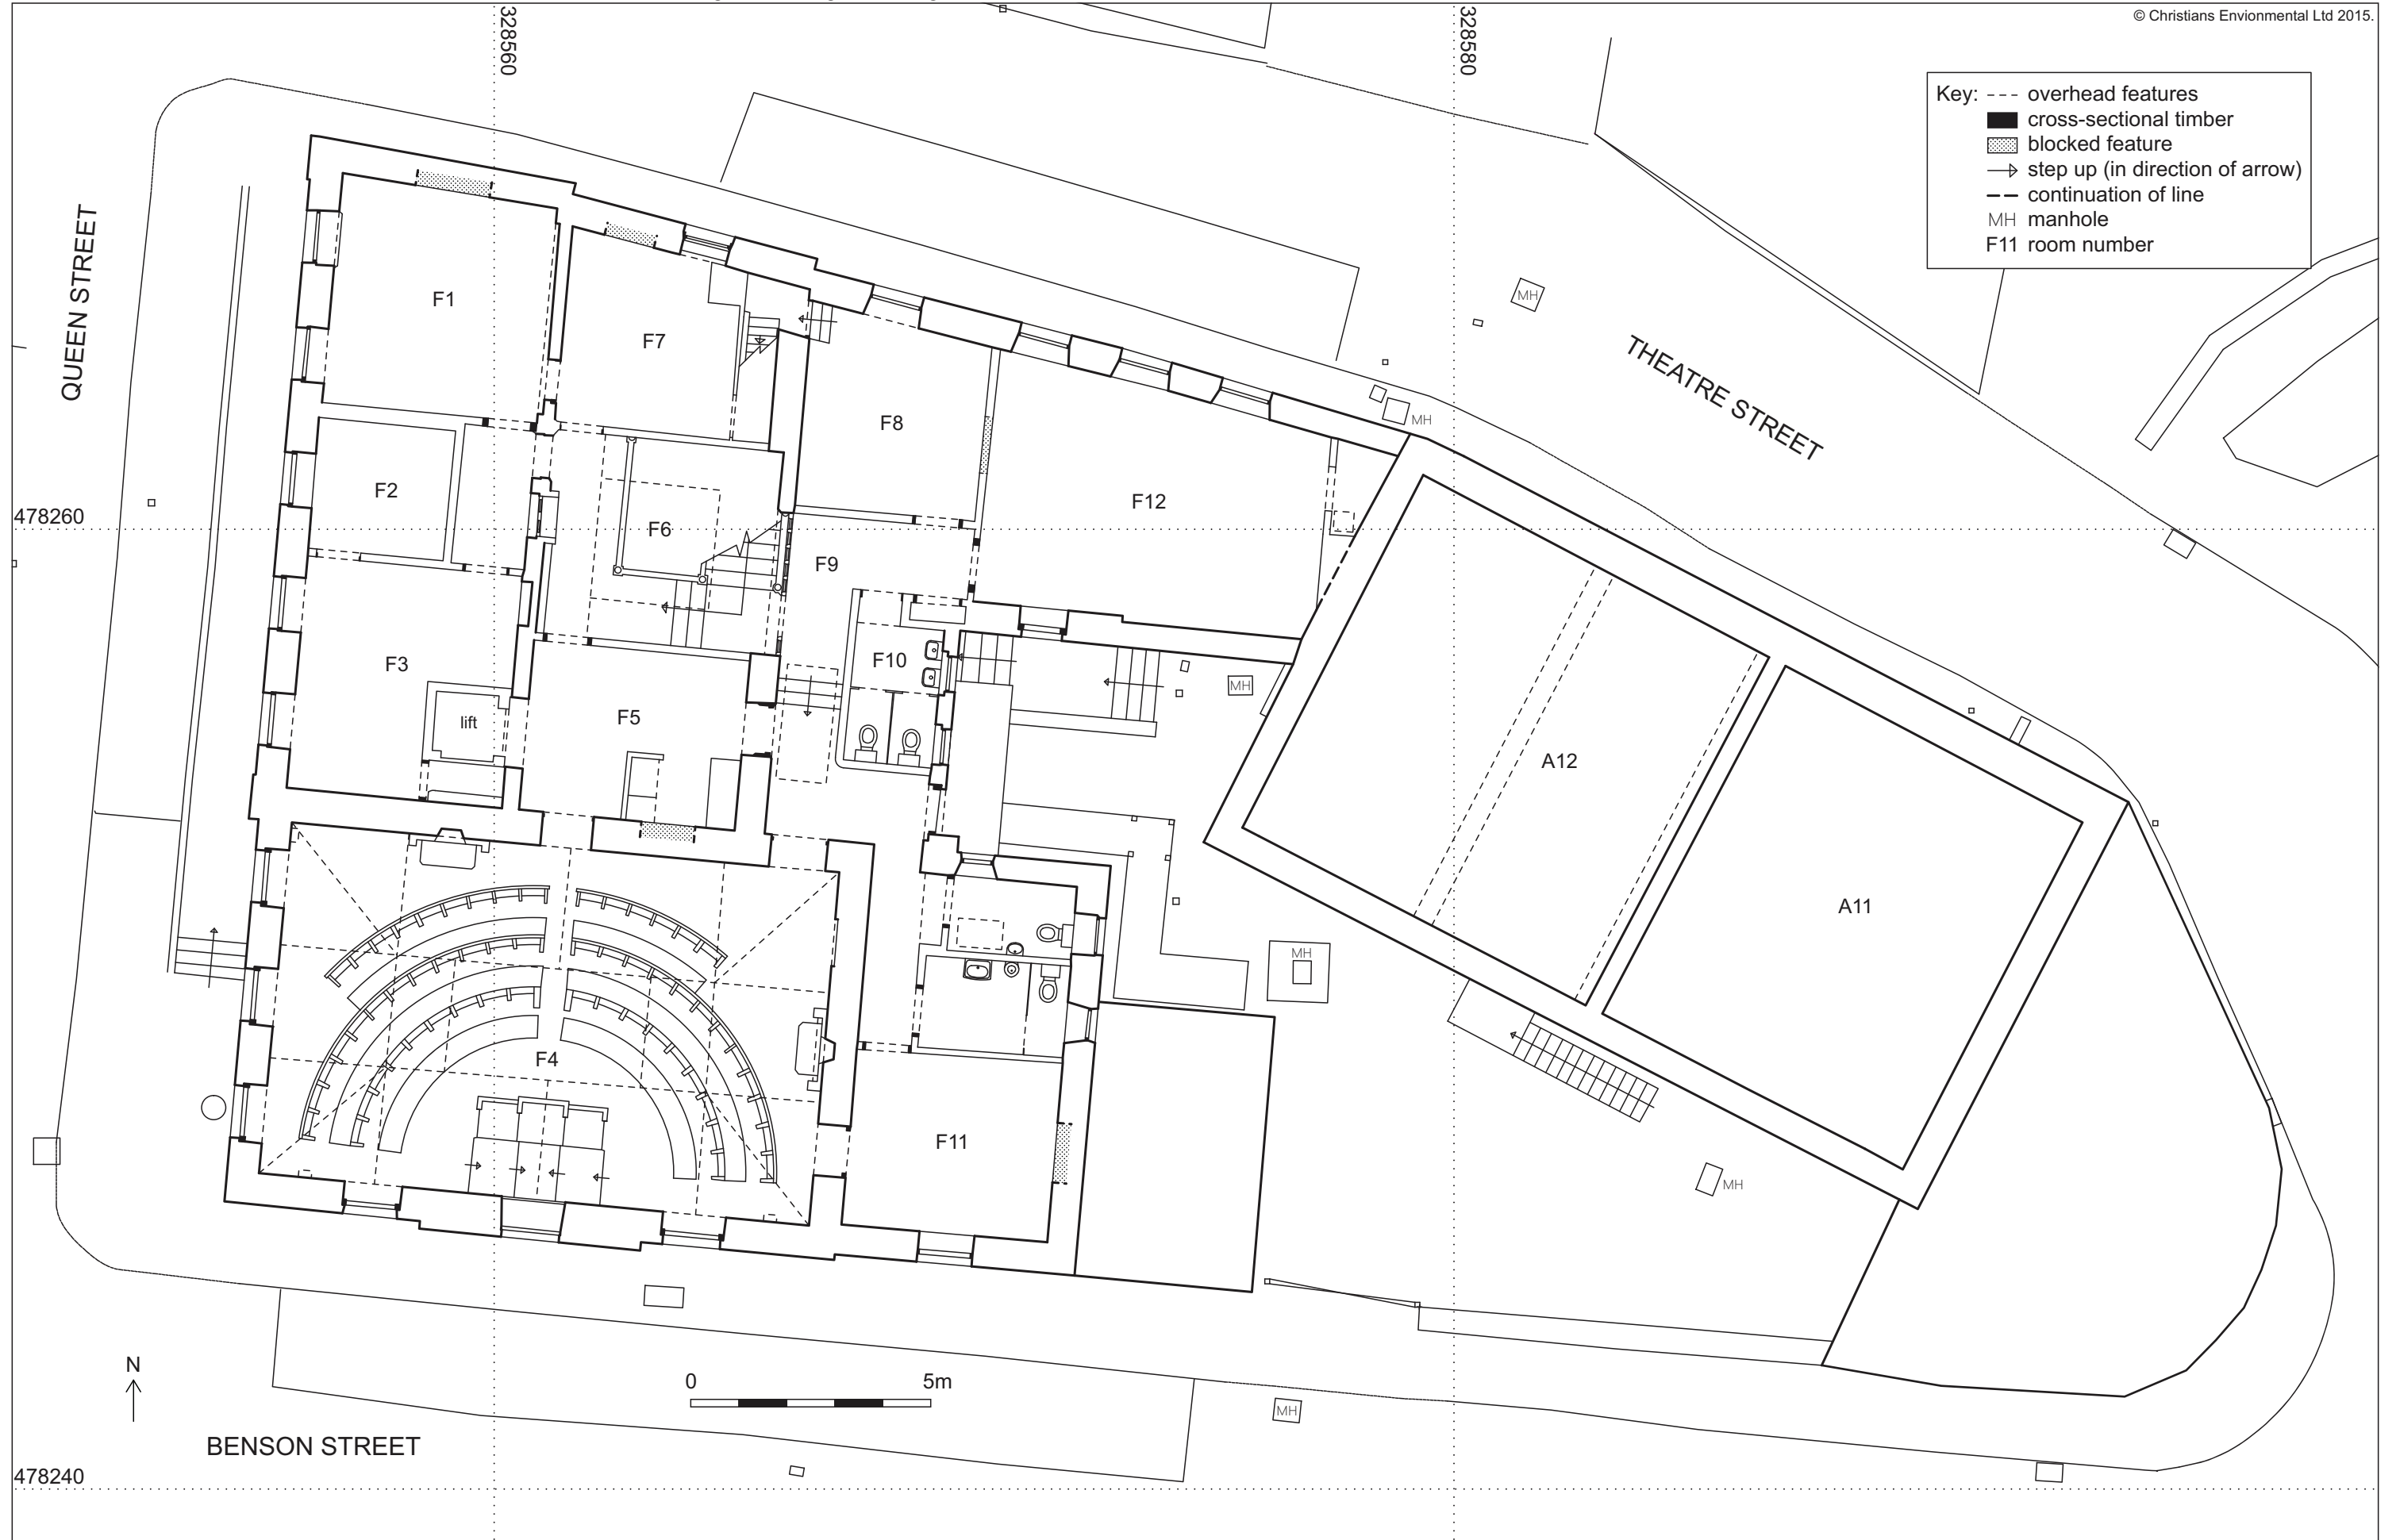 © Christians Envionmental Ltd 2015.
328560
328580
Key: overhead features
cross-sectional timber
blocked feature
step up (in direction of arrow)
continuation of line
MH manhole
F11 room number
QUEEN STREET
THEATRE STREET
MH
F1
F7
F8
MH
F2
F12
478260
F6
F9
F3
F10
MH
lift
F5
A12
A11
MH
F4
F11
MH
N
0 5m
MH
BENSON STREET
478240